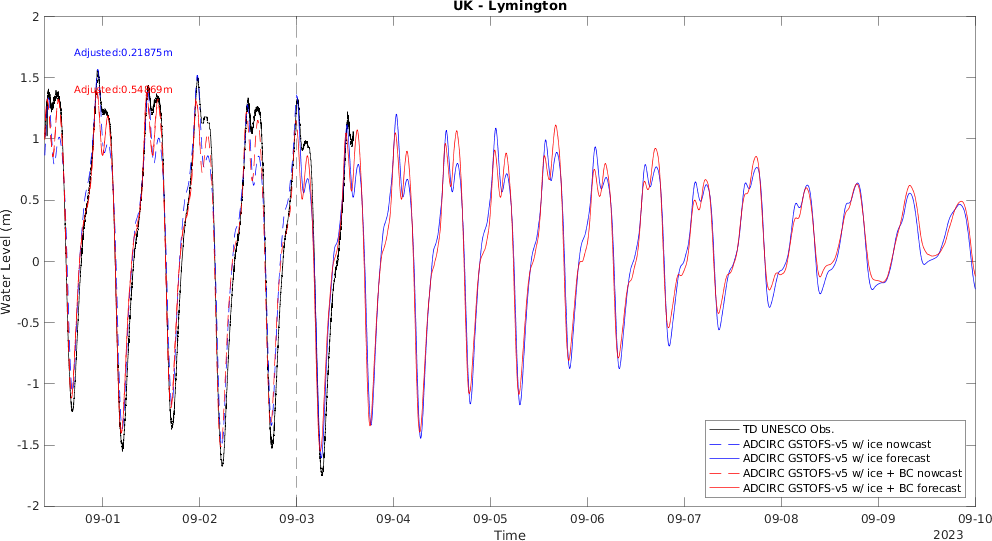 UK - Lymington
Adjusted:0.21875m
Adjusted:0.54869m
2
1.5
1
0.5
0
-0.5
-1
-1.5
-2
Water Level (m)
09-01 09-02 09-03 09-04 09-05 09-06 09-07 09-08 09-09 09-10
Time
2023
TD UNESCO Obs.
ADCIRC GSTOFS-v5 w/ ice nowcast
ADCIRC GSTOFS-v5 w/ ice forecast
ADCIRC GSTOFS-v5 w/ ice + BC nowcast
ADCIRC GSTOFS-v5 w/ ice + BC forecast